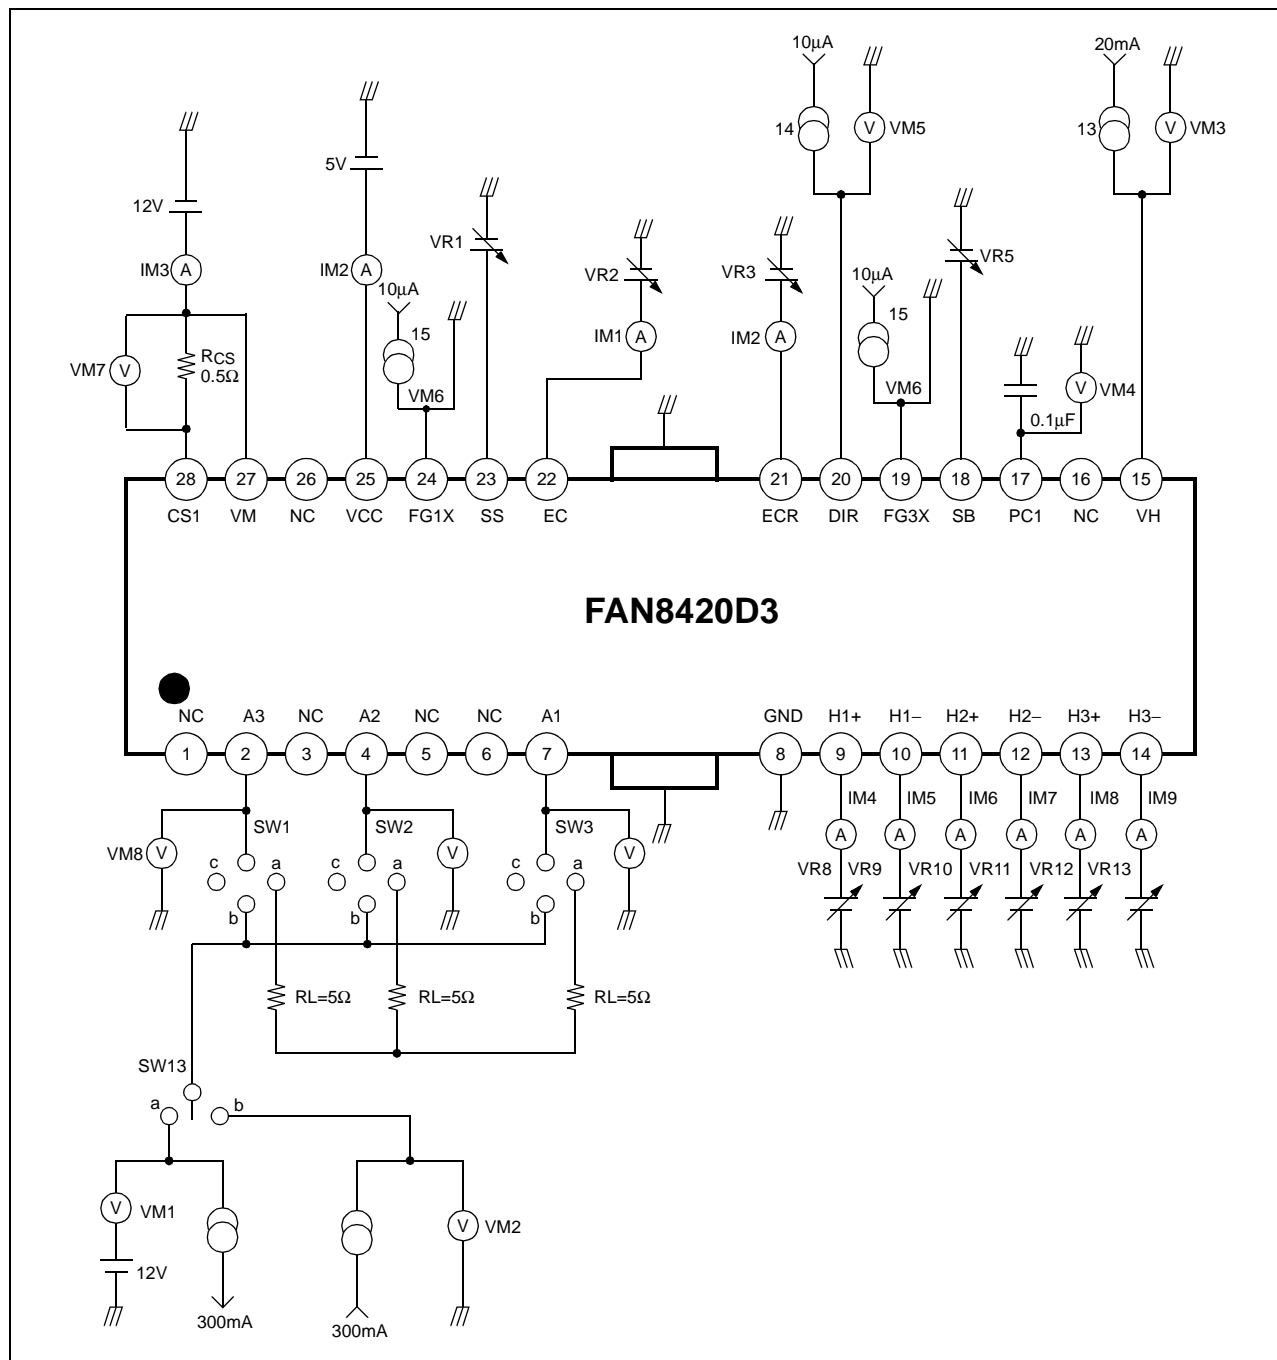 10μA 20mA
14 V VM5 13 V VM3
5V
12V
VR1 VR5
IM3 A IM2 A VR2 VR3
10μA 10μA
15 IM1 A IM2 A 15
VM7 V RCS
0.5Ω
VM6 VM6 V VM4
0.1μF
28 27 26 25 24 23 22 21 20 19 18 17 16 15
CS1 VM NC VCC FG1X SS EC ECR DIR FG3X SB PC1 NC VH
FAN8420D3
NC A3 NC A2 NC NC A1 GND H1+ H1− H2+ H2− H3+ H3−
1 2 3 4 5 6 7 8 9 10 11 12 13 14
IM4 IM5 IM6 IM7 IM8 IM9
SW1 SW2 SW3
VM8 V V V A A A A A A
c a c a c a
VR8 VR9 VR10 VR11 VR12 VR13
b b b
RL=5Ω RL=5Ω RL=5Ω
SW13
a b
V VM1 V VM2
12V
300mA 300mA